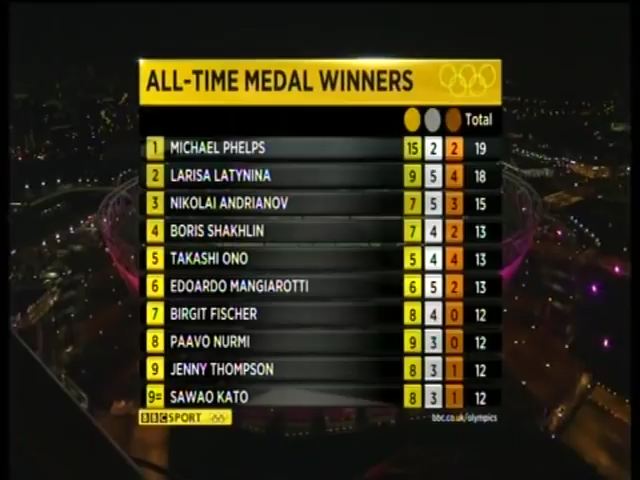 ALL-TIME MEDAL WINNERS
Total
1 MICHAEL PHELPS 15 2 2 19
2 LARISA LATYNINA 9 5 4 18
3 NIKOLAI ANDRIANOV 7 5 3 15
4 BORIS SHAKHLIN 7 4 2 13
5 TAKASHI ONO 5 4 4 13
6 EDOARDO MANGIAROTTI 6 5 2 13
7 BIRGIT FISCHER 8 4 0 12
8 PAAVO NURMI 9 3 0 12
9 JENNY THOMPSON 8 3 1 12
9= SAWAO KATO 8 3 1 12
BBC SPORT bbc.co.uk/olympics